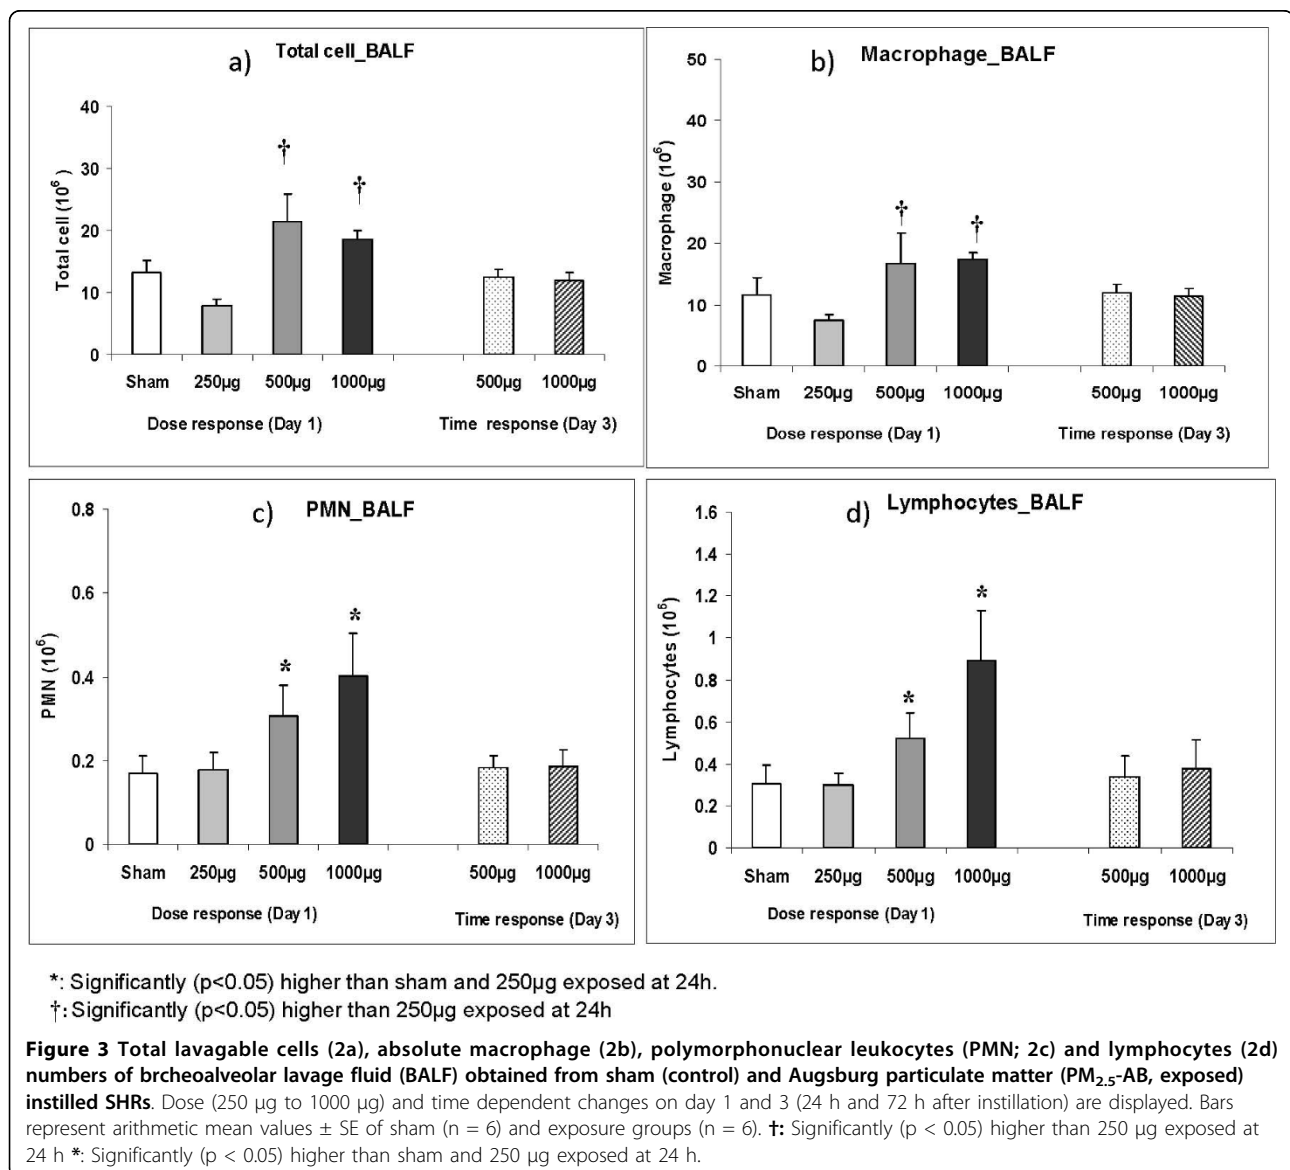 a) Total cell_BALF
40
30
20
10
0
Total cell (10⁶)
†
†
Sham 250µg 500µg 1000µg 500µg 1000µg
Dose response (Day 1) Time response (Day 3)
b) Macrophage_BALF
50
40
30
20
10
0
Macrophage (10⁶)
†
†
Sham 250µg 500µg 1000µg 500µg 1000µg
Dose response (Day 1) Time response (Day 3)
c) PMN_BALF
0.8
0.6
0.4
0.2
0
PMN (10⁶)
*
*
Sham 250µg 500µg 1000µg 500µg 1000µg
Dose response (Day 1) Time response (Day 3)
d) Lymphocytes_BALF
1.6
1.4
1.2
1
0.8
0.6
0.4
0.2
0
Lymphocytes (10⁶)
*
*
Sham 250µg 500µg 1000µg 500µg 1000µg
Dose response (Day 1) Time response (Day 3)
*: Significantly (p<0.05) higher than sham and 250µg exposed at 24h.
†: Significantly (p<0.05) higher than 250µg exposed at 24h
Figure 3 Total lavagable cells (2a), absolute macrophage (2b), polymorphonuclear leukocytes (PMN; 2c) and lymphocytes (2d)
numbers of brcheoalveolar lavage fluid (BALF) obtained from sham (control) and Augsburg particulate matter (PM₂.₅-AB, exposed)
instilled SHRs. Dose (250 μg to 1000 μg) and time dependent changes on day 1 and 3 (24 h and 72 h after instillation) are displayed. Bars
represent arithmetic mean values ± SE of sham (n = 6) and exposure groups (n = 6). †: Significantly (p < 0.05) higher than 250 μg exposed at
24 h *: Significantly (p < 0.05) higher than sham and 250 μg exposed at 24 h.